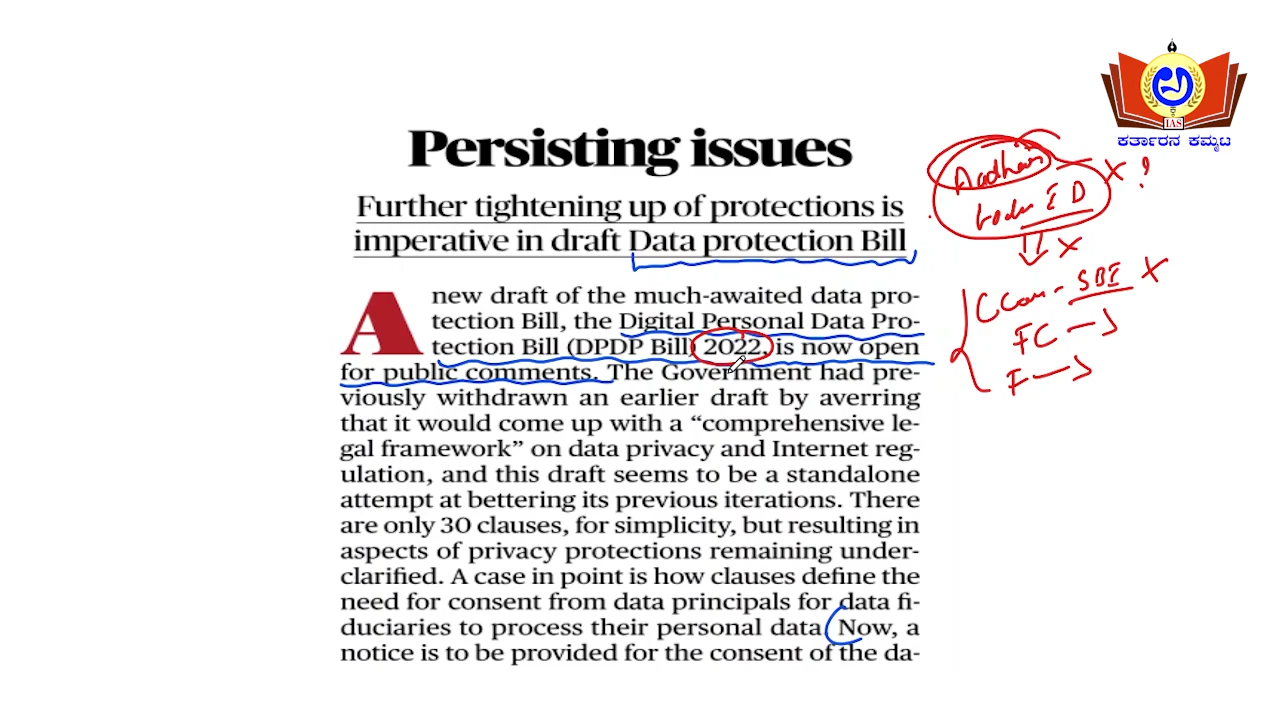 Persisting issues
Further tightening up of protections is
imperative in draft Data protection Bill
A new draft of the much-awaited data pro-
tection Bill, the Digital Personal Data Pro-
tection Bill (DPDP Bill) 2022, is now open
for public comments. The Government had pre-
viously withdrawn an earlier draft by averring
that it would come up with a “comprehensive le-
gal framework” on data privacy and Internet reg-
ulation, and this draft seems to be a standalone
attempt at bettering its previous iterations. There
are only 30 clauses, for simplicity, but resulting in
aspects of privacy protections remaining under-
clarified. A case in point is how clauses define the
need for consent from data principals for data fi-
duciaries to process their personal data. Now, a
notice is to be provided for the consent of the da-
IAS
ಕರ್ತಾರನ ಕಮ್ಮಟ
Aadhar
ID
SBI
FC
F